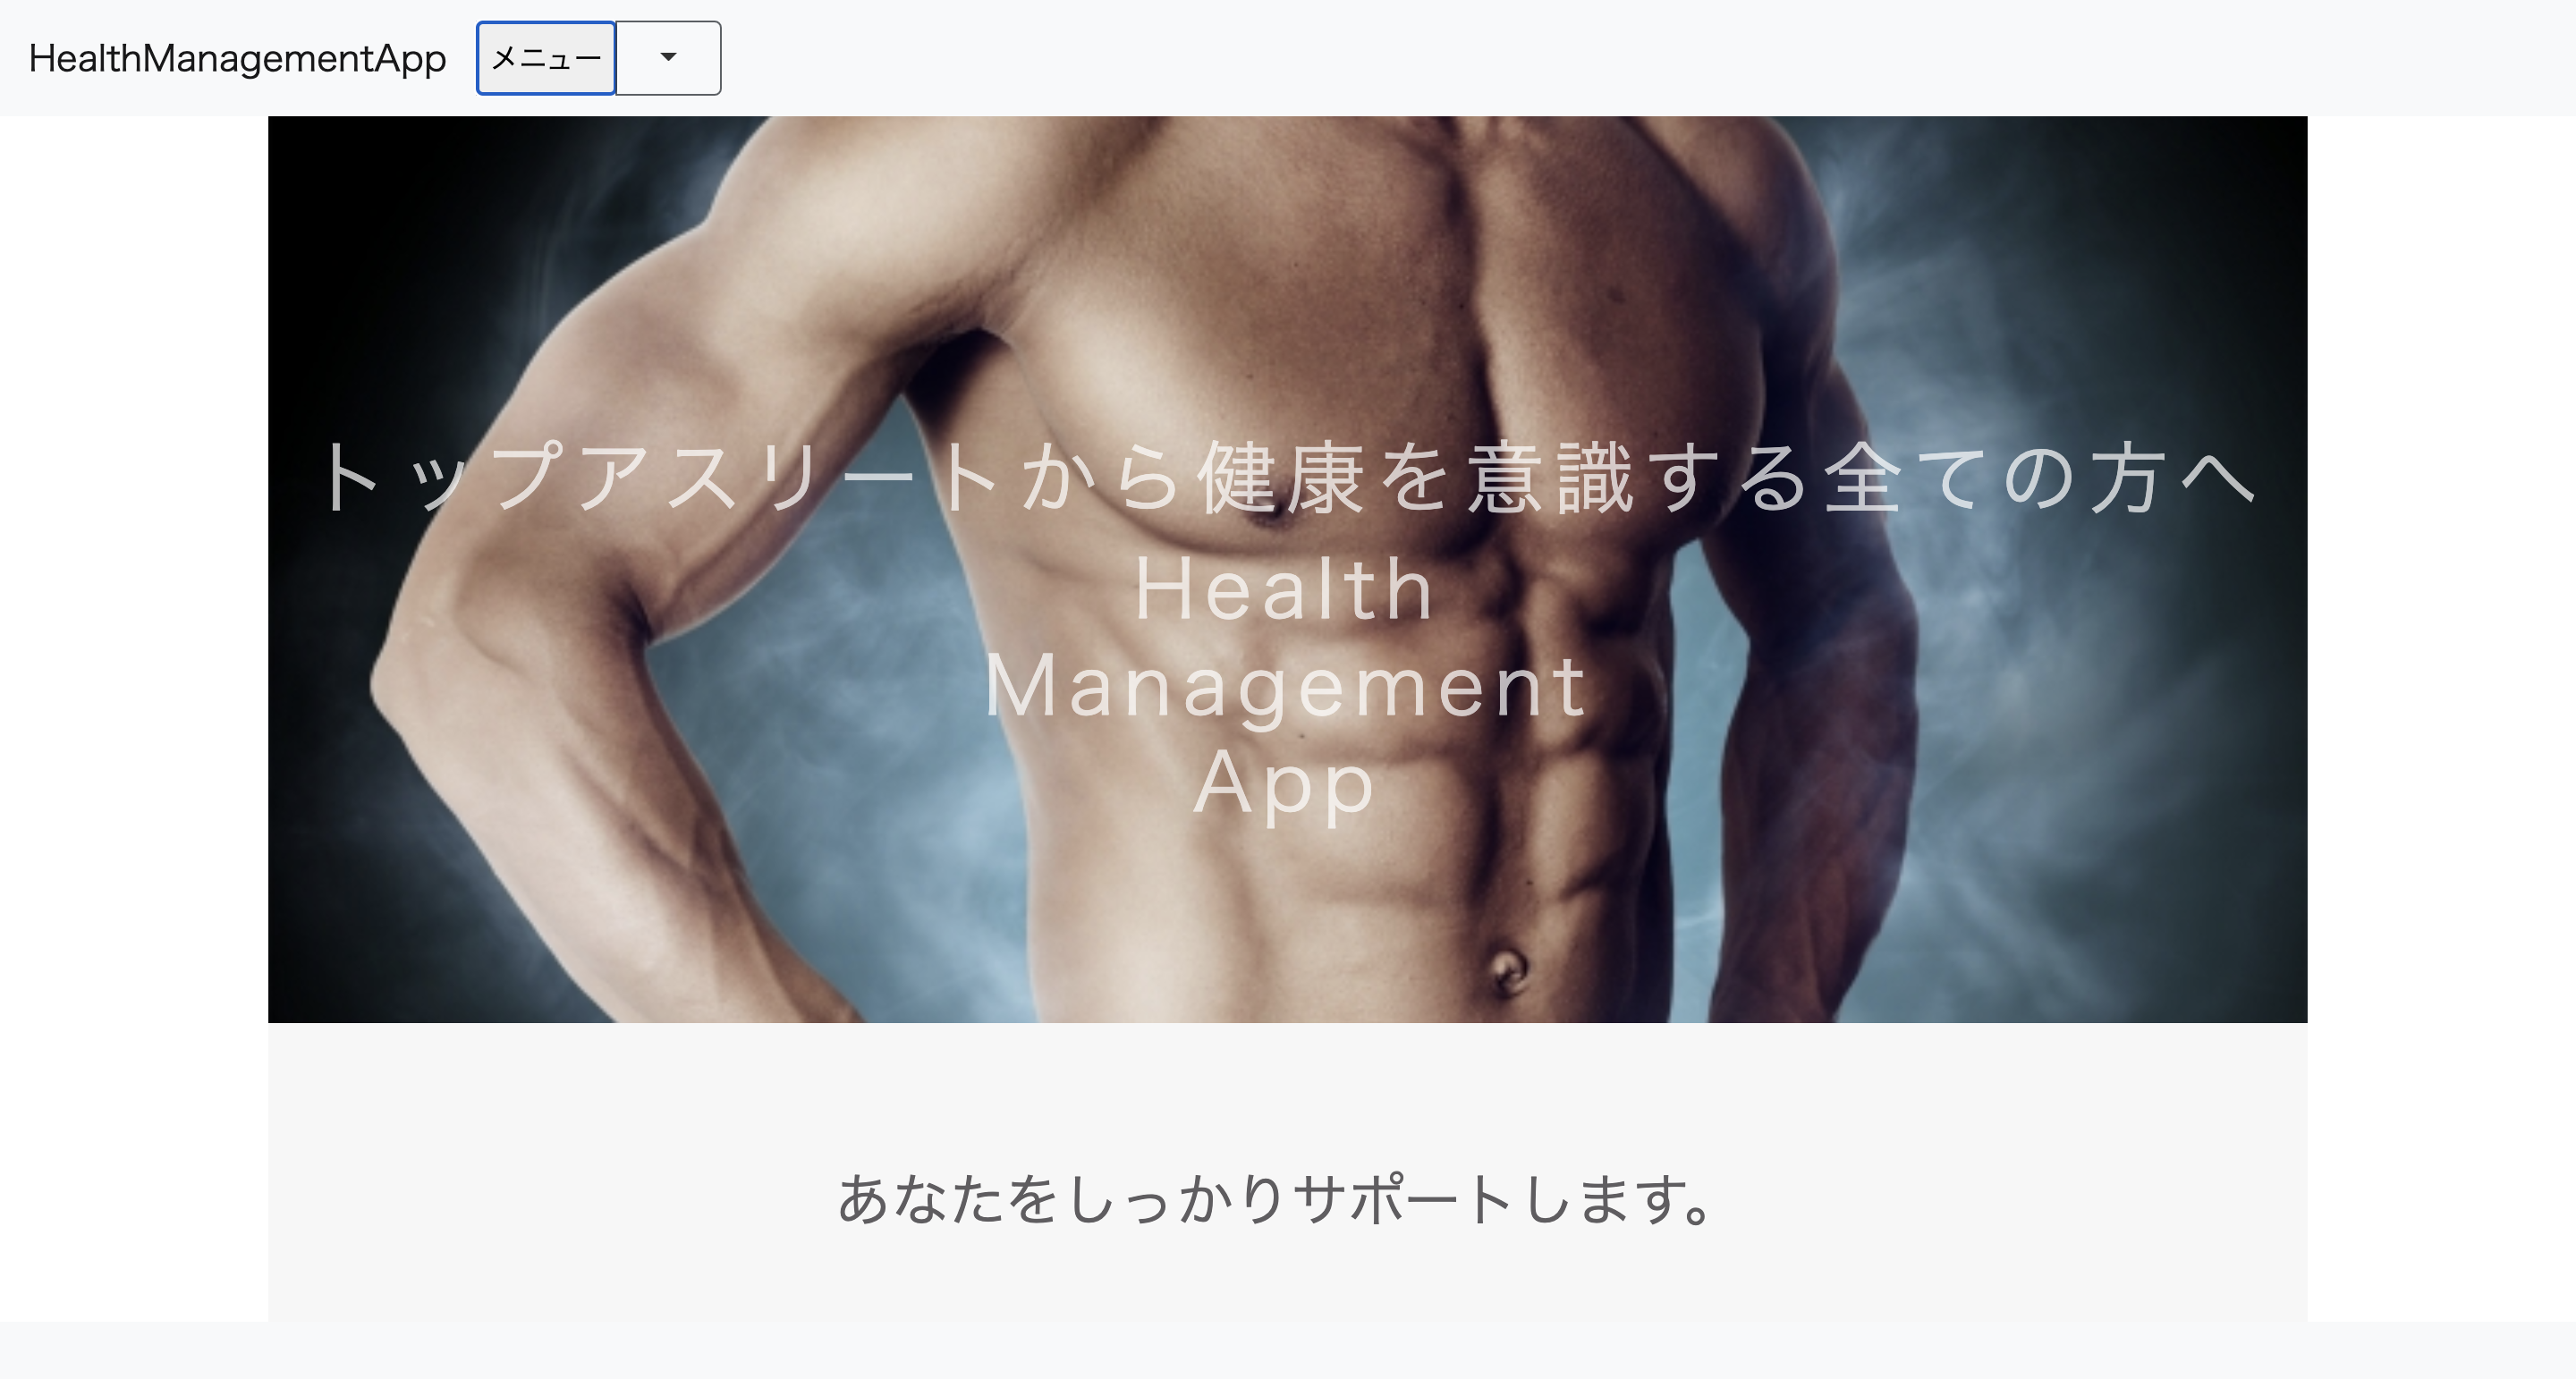 HealthManagementApp
メニュー
トップアスリートから健康を意識する全ての方へ
Health
Management
App
あなたをしっかりサポートします。